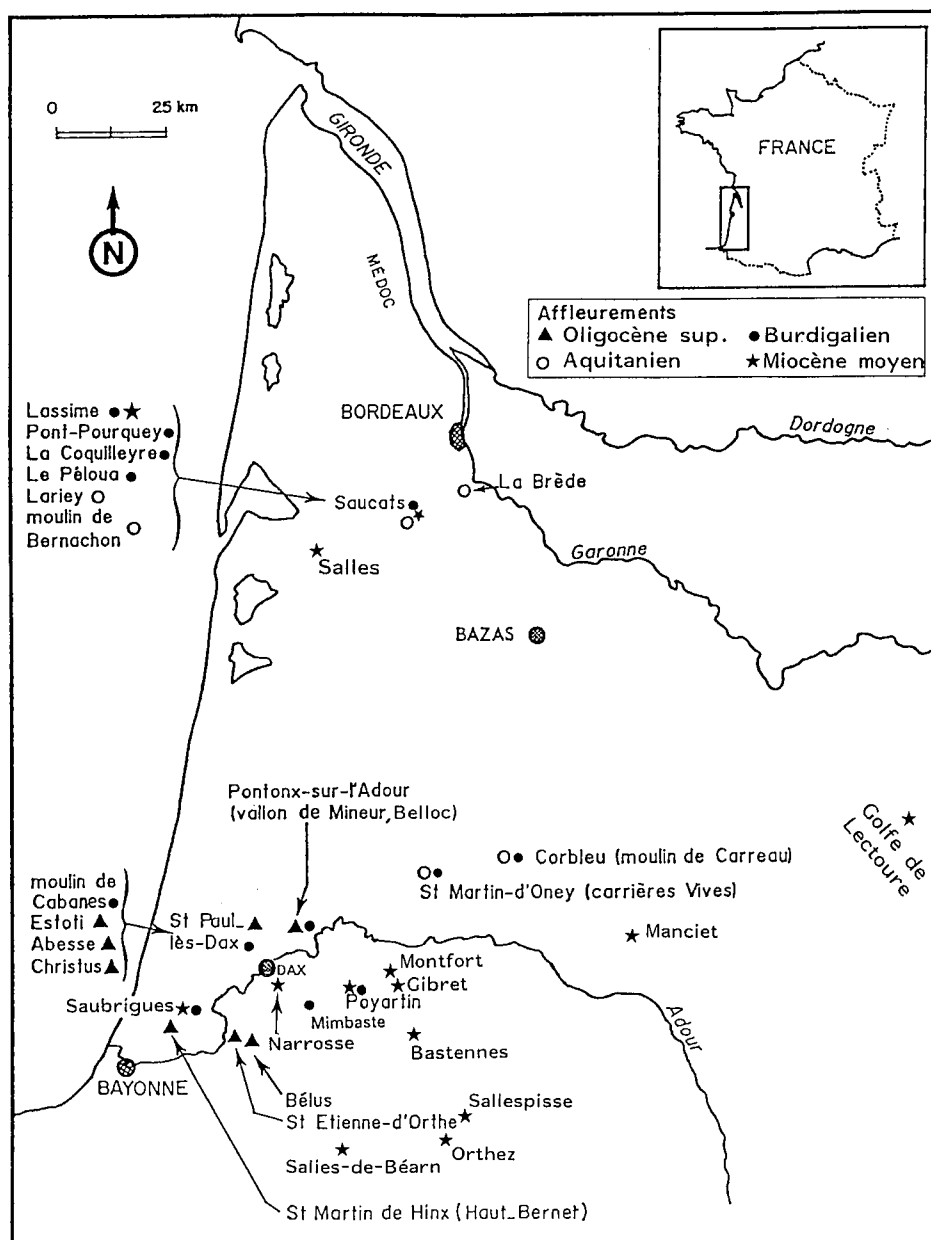 0 25 km
N
GIRONDE
MÉDOC
FRANCE
Affleurements
▲ Oligocène sup. ● Burdigalien
○ Aquitanien ★ Miocène moyen
BORDEAUX
Dordogne
Lassime
Pont-Pourquey
La Coquilleyre
Le Péloua
Lariey
moulin de
Bernachon
Saucats
La Brède
Salles
Garonne
BAZAS
Pontonx-sur-l'Adour
(vallon de Mineur, Belloc)
Golfe de
Lectoure
Corbleu (moulin de Carreau)
St Martin-d'Oney (carrières Vives)
moulin de
Cabanes
Estoti
Abesse
Christus
St Paul_
lès-Dax
Manciet
DAX
Montfort
Gibret
Poyartin
Saubrigues
Mimbaste
Narrosse
Bastennes
Adour
BAYONNE
Bélus
St Etienne-d'Orthe
Sallespisse
Orthez
Salies-de-Béarn
St Martin de Hinx (Haut_Bernet)